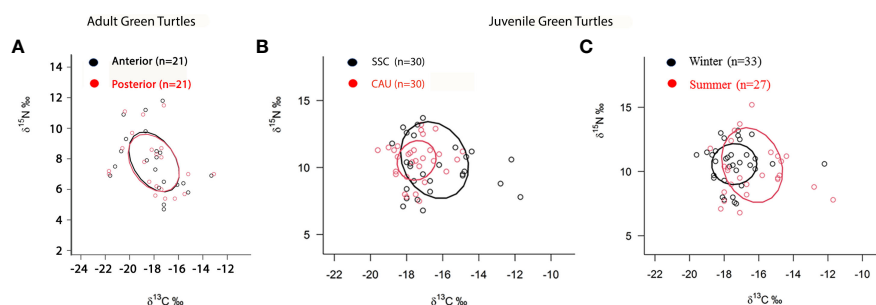 Adult Green Turtles
Juvenile Green Turtles
A
Anterior (n=21)
Posterior (n=21)
14
12
10
8
6
4
2
δ15N ‰
-24 -22 -20 -18 -16 -14 -12
δ13C ‰
B
SSC (n=30)
CAU (n=30)
15
10
5
δ15N ‰
-22 -20 -18 -16 -14 -12 -10
δ13C ‰
C
Winter (n=33)
Summer (n=27)
15
10
5
δ15N ‰
-22 -20 -18 -16 -14 -12 -10
δ13C ‰